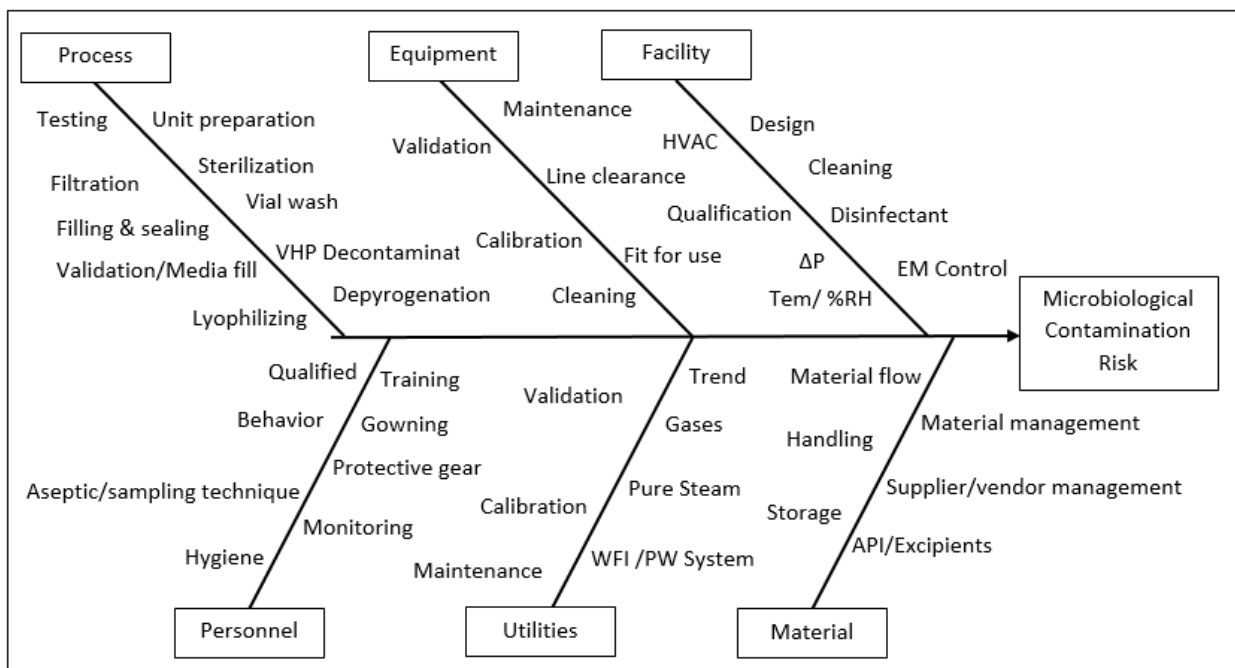 Process
Equipment
Facility
Testing
Unit preparation
Sterilization
Filtration
Vial wash
Filling & sealing
VHP Decontaminat
Validation/Media fill
Depyrogenation
Lyophilizing
Maintenance
Validation
Line clearance
Calibration
Fit for use
Cleaning
Design
HVAC
Cleaning
Qualification
Disinfectant
ΔP
EM Control
Tem/ %RH
Microbiological
Contamination
Risk
Qualified
Training
Behavior
Gowning
Protective gear
Aseptic/sampling technique
Monitoring
Hygiene
Personnel
Trend
Validation
Gases
Pure Steam
Calibration
WFI /PW System
Maintenance
Utilities
Material flow
Material management
Handling
Supplier/vendor management
Storage
API/Excipients
Material